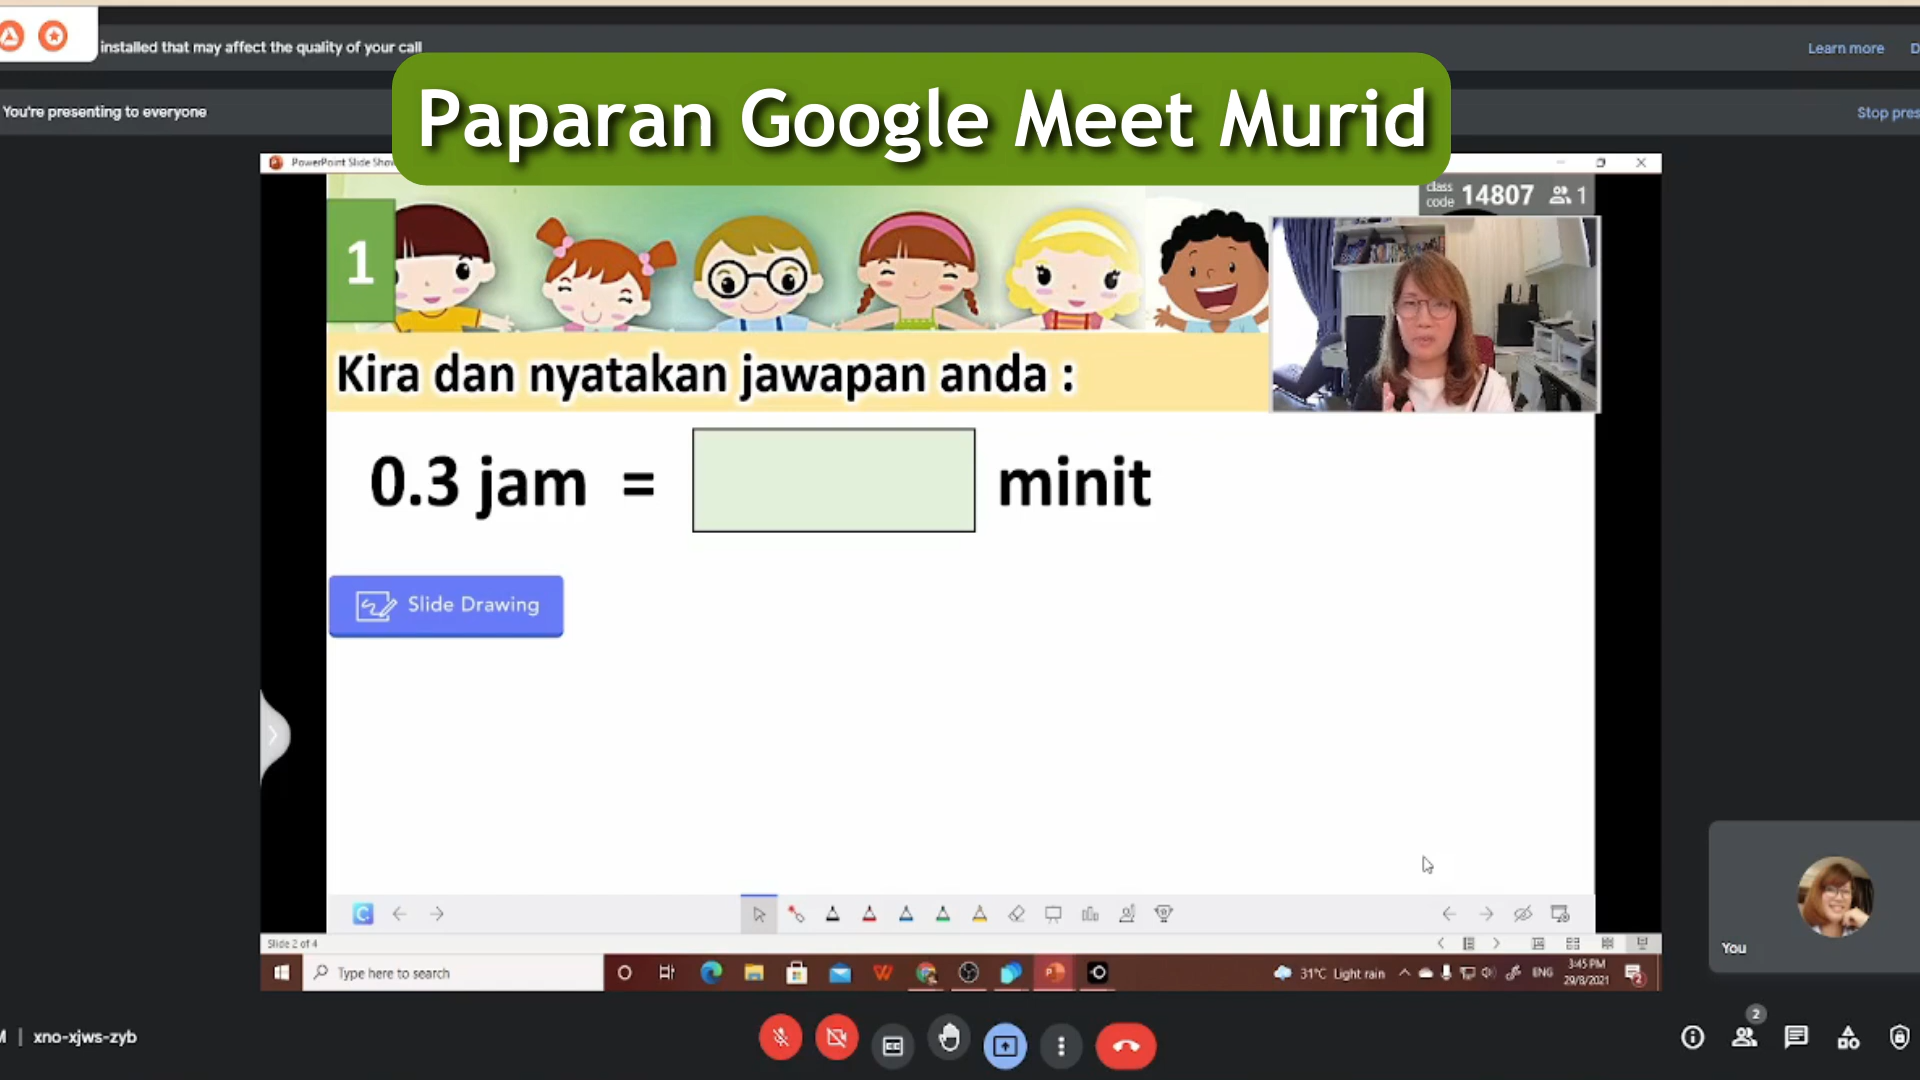 installed that may affect the quality of your call
Learn more
You're presenting to everyone
Paparan Google Meet Murid
PowerPoint Slide Show
class code 14807 1
1
Kira dan nyatakan jawapan anda :
0.3 jam = minit
Slide Drawing
You
Slide 2 of 4
Type here to search
31°C Light rain
ENG
3:45 PM
29/8/2021
2
xno-xjws-zyb
2